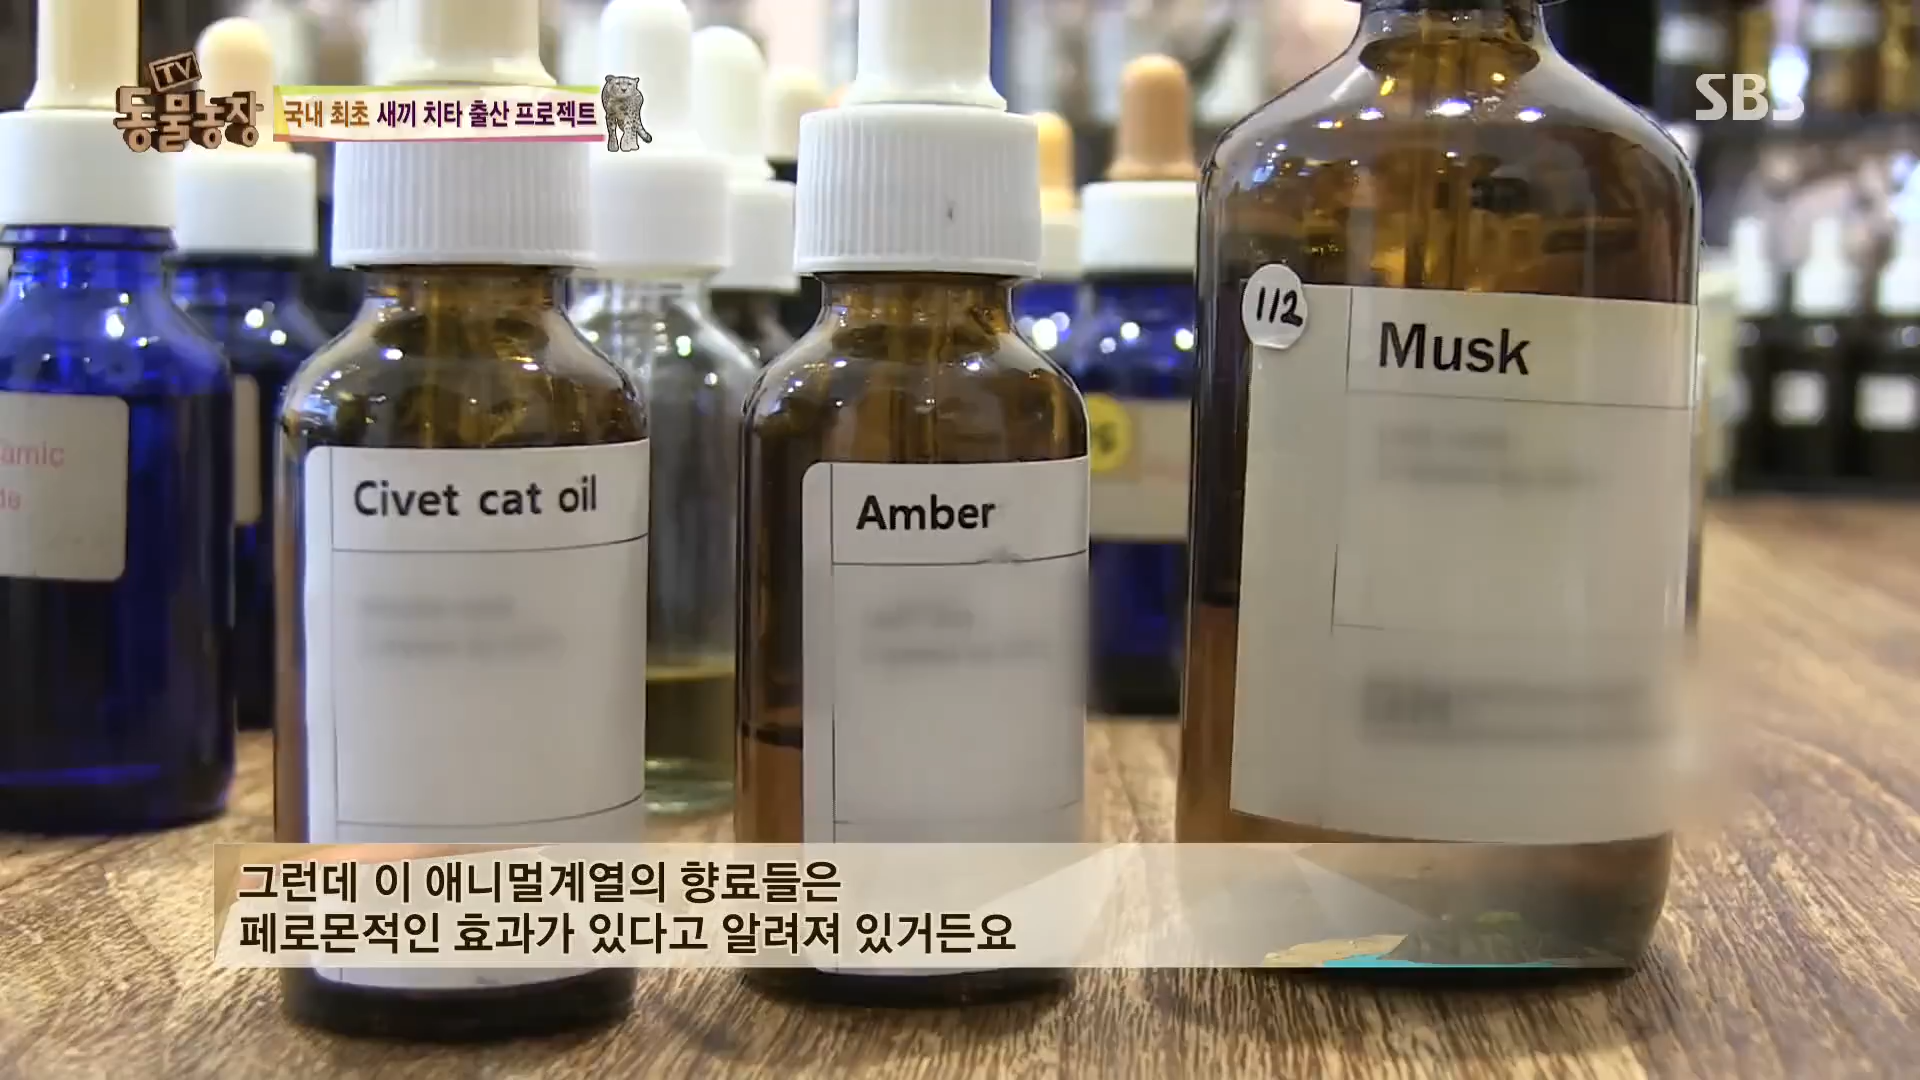 TV
동물농장
국내 최초 새끼 치타 출산 프로젝트
SBS
112
Musk
Civet cat oil
Amber
amic
그런데 이 애니멀계열의 향료들은
페로몬적인 효과가 있다고 알려져 있거든요